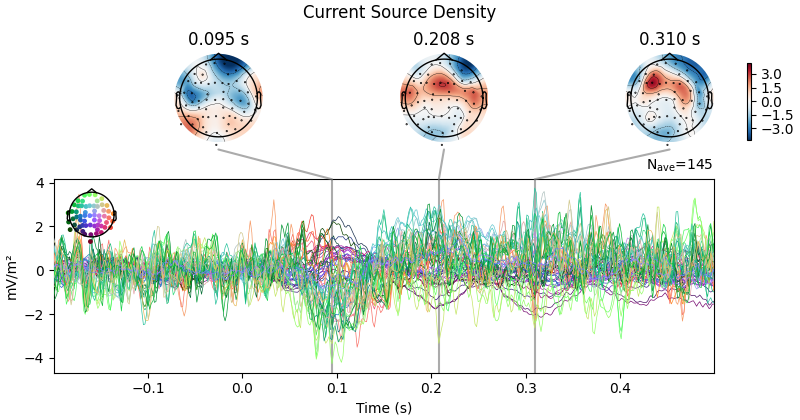 Current Source Density
0.095 s 0.208 s 0.310 s
3.0
1.5
0.0
−1.5
−3.0
Nave=145
4
2
0
−2
−4
mV/m²
−0.1 0.0 0.1 0.2 0.3 0.4
Time (s)